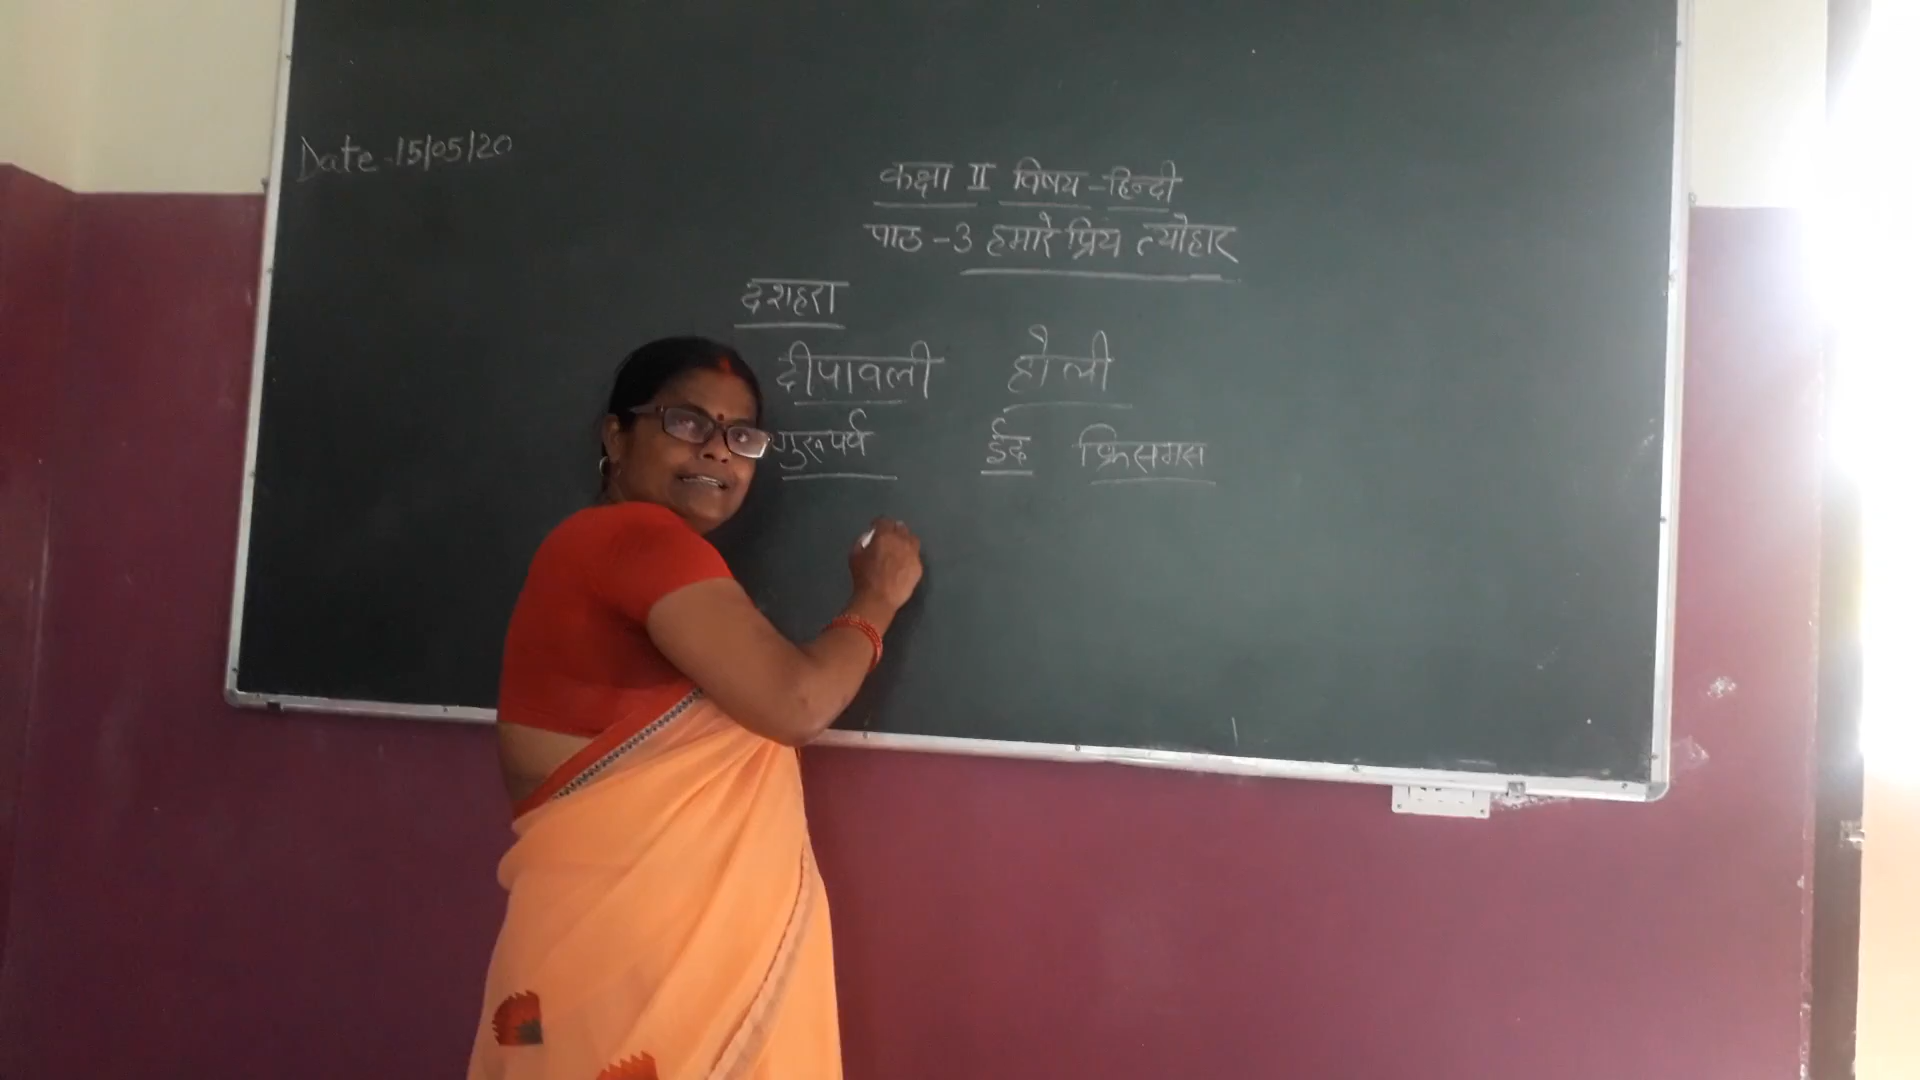 Date-15/05/20
कक्षा II विषय-हिन्दी
पाठ-3 हमारे प्रिय त्योहार
दशहरा
दीपावली होली
गुरूपर्व ईद क्रिसमस